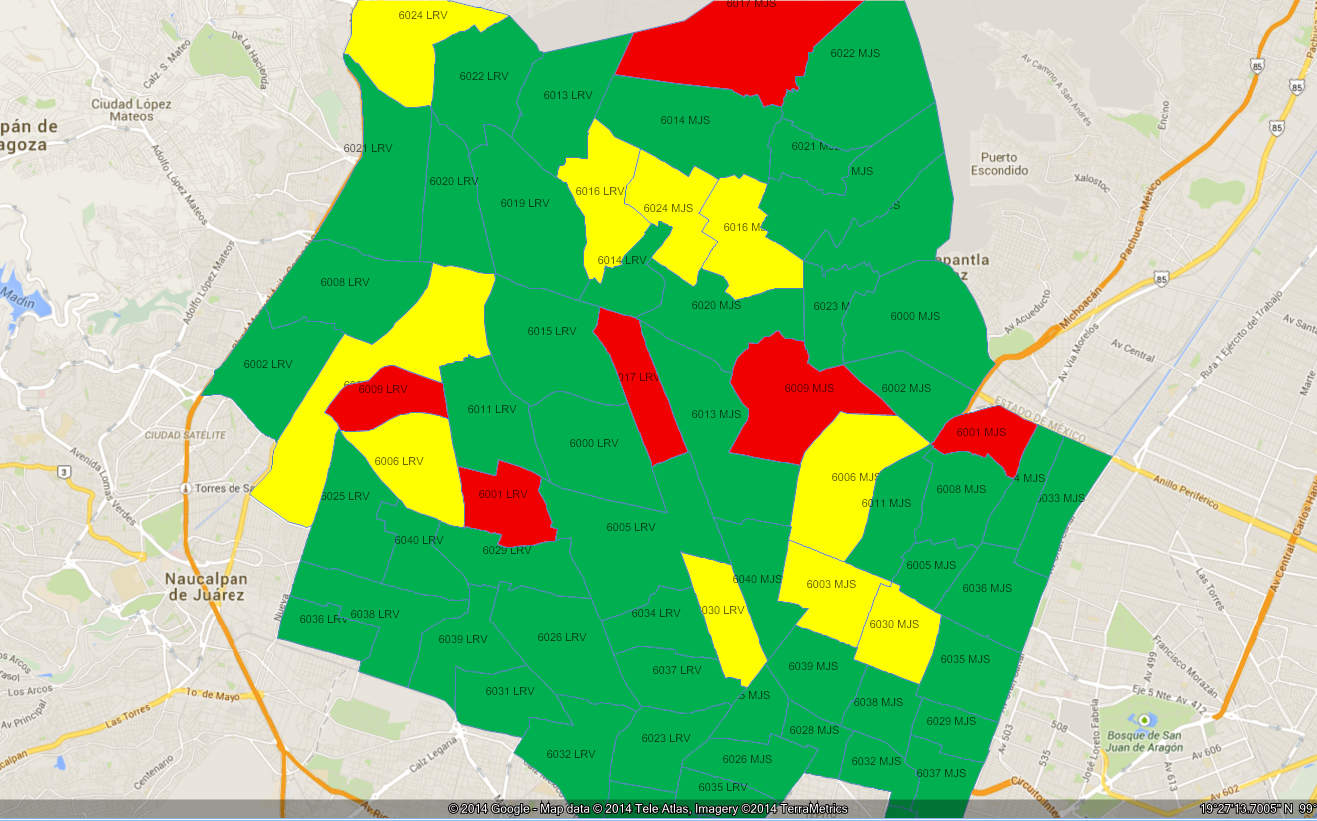 6017 MJS
6024 LRV
6022 MJS
6022 LRV
6013 LRV
6014 MJS
6021 LRV
6021
MJS
6020 LRV
6019 LRV
6016 LRV
6024 MJS
6016
6014 LRV
6008 LRV
6020 MJS
6023 M
6000 MJS
6015 LRV
6002 LRV
017 LRV
6009 LRV
6009 MJS
6002 MJS
6011 LRV
6013 MJS
6001 MJS
6000 LRV
6006 LRV
6006 MJS
6008 MJS
4 MJS
6033 MJS
6025 LRV
6001 LRV
6011 MJS
6005 LRV
6040 LRV
6029 LRV
6005 MJS
6040 MJS
6003 MJS
6036 MJS
6036 LRV
6038 LRV
6034 LRV
030 LRV
6030 MJS
6039 LRV
6026 LRV
6039 MJS
6035 MJS
6037 LRV
6031 LRV
5 MJS
6038 MJS
6029 MJS
6028 MJS
6023 LRV
6032 LRV
6026 MJS
6032 MJS
6037 MJS
6035 LRV
Calz. S. Mateo
De La Hacienda
Ciudad López
Mateos
pán de
agoza
Adolfo López Mateos
Adolfo López Mateos
Madín
CIUDAD SATÉLITE
3
Avenida Lomas Verdes
Torres de Sa
Naucalpan
de Juárez
Nueva
os Arcos
Los Arcos
Av Principal
Las Torres
1o. de Mayo
Centenario
Calz Legaria
Av Camino A San Andrés
Encino
85
85
85
85
Puerto
Escondido
Xalostoc
Pachuca - México
apantla
Michoacán
Av Acueducto
Av Vía Morelos
Av Central
Ruta 1 Ejército del Trabajo
Av Santa
Marte
ESTADO DE MÉXICO
Anillo Periférico
Av Central
Carlos Hank
Las Torres
Francisco Morazán
Av 499
Eje 5 Nte. Av. 412
Av 503
508
535
José Loreto Fabela
Bosque de San
Juan de Aragón
Av 606
Av 613
Av 602
Circuito Inter
© 2014 Google - Map data © 2014 Tele Atlas, Imagery ©2014 TerraMetrics
19°27'13.7005" N 99°